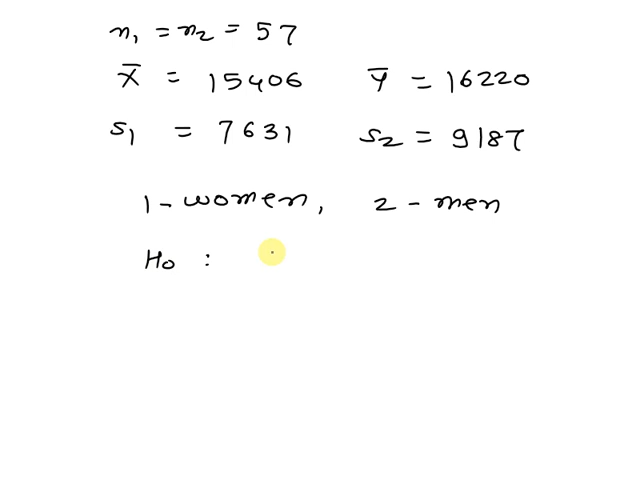 n₁ = n₂ = 57
X̅ = 15406 Y̅ = 16220
s₁ = 7631 s₂ = 9187
1 - women, 2 - men
H₀ :